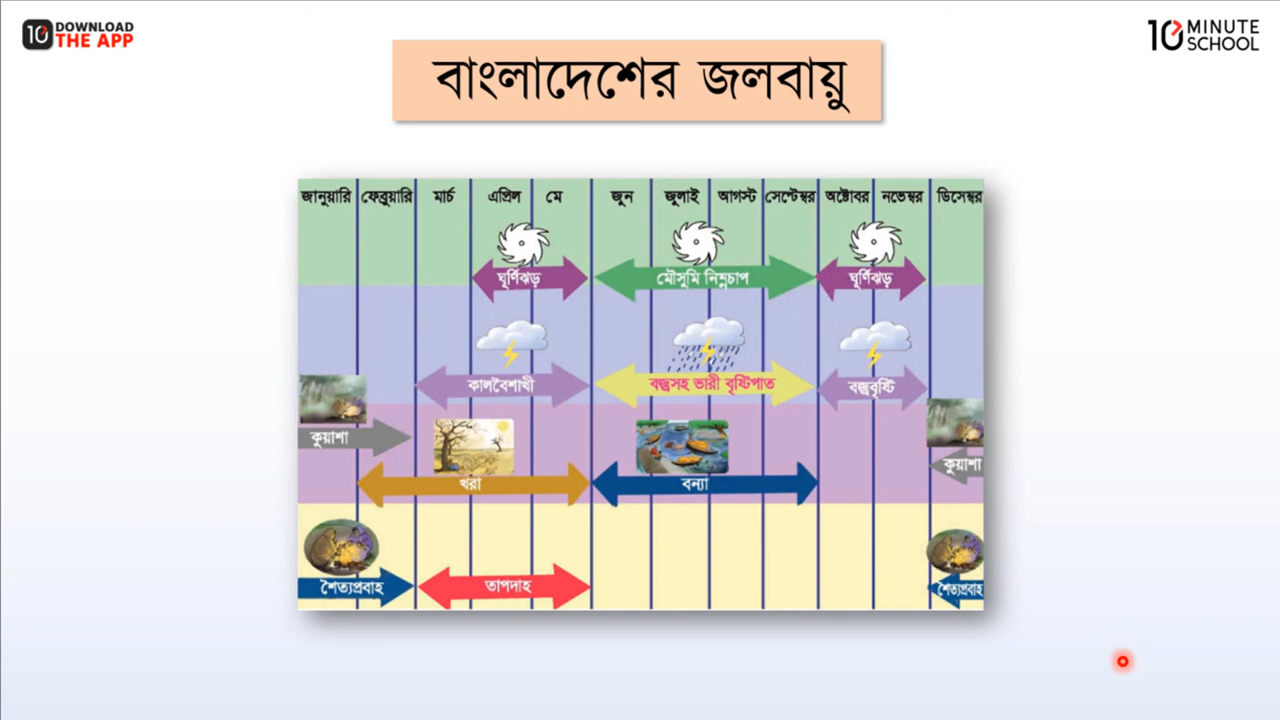 10 DOWNLOAD
THE APP
10 MINUTE
SCHOOL
বাংলাদেশের জলবায়ু
জানুয়ারি ফেব্রুয়ারি মার্চ এপ্রিল মে জুন জুলাই আগস্ট সেপ্টেম্বর অক্টোবর নভেম্বর ডিসেম্বর
ঘূর্ণিঝড় মৌসুমি নিম্নচাপ ঘূর্ণিঝড়
কালবৈশাখী বজ্রসহ ভারী বৃষ্টিপাত বজ্রবৃষ্টি
কুয়াশা
কুয়াশা
খরা বন্যা
শৈত্যপ্রবাহ তাপদাহ শৈত্যপ্রবাহ